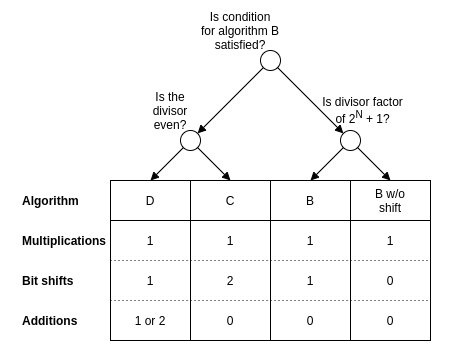 Is condition
for algorithm B
satisfied?
Is the
divisor
even?
Is divisor factor
of 2^N + 1?
Algorithm D C B B w/o
shift
Multiplications 1 1 1 1
Bit shifts 1 2 1 0
Additions 1 or 2 0 0 0